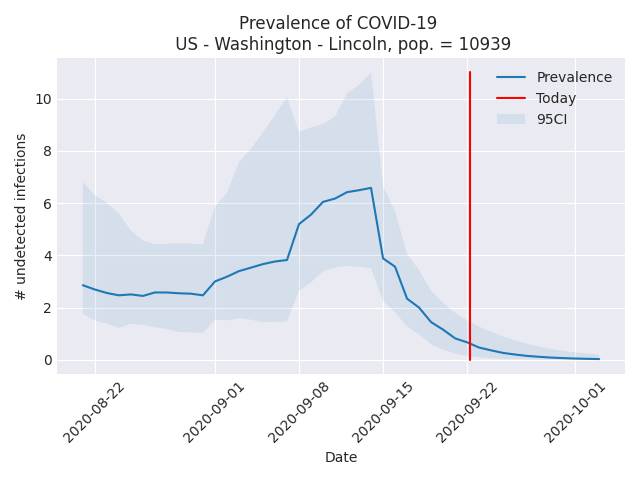 Prevalence of COVID-19
US - Washington - Lincoln, pop. = 10939
Prevalence
Today
95CI
# undetected infections
10
8
6
4
2
0
2020-08-22
2020-09-01
2020-09-08
2020-09-15
2020-09-22
2020-10-01
Date